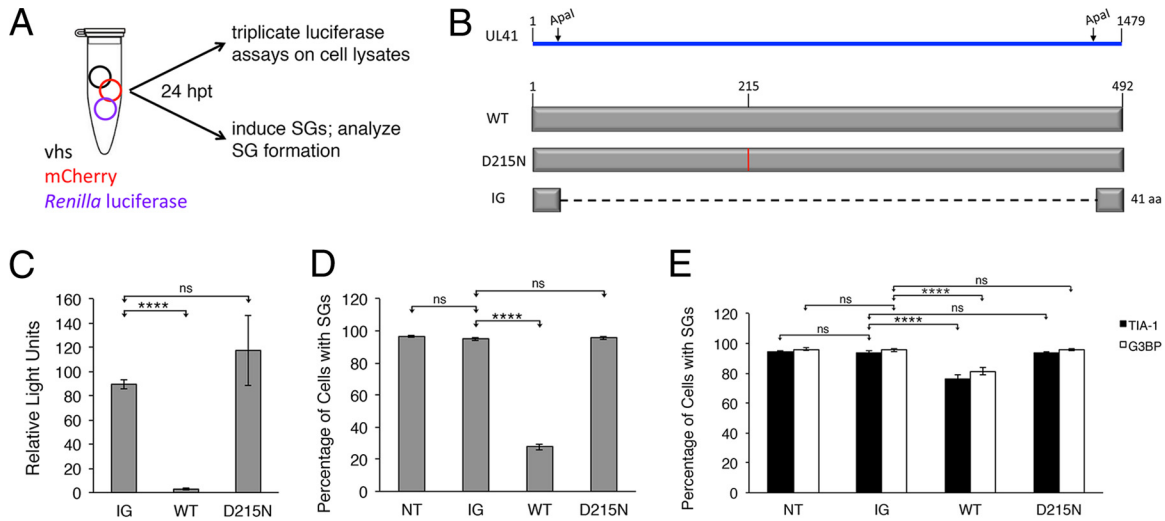 A
triplicate luciferase
assays on cell lysates
24 hpt
induce SGs; analyze
SG formation
vhs
mCherry
Renilla luciferase
B
UL41
1
ApaI
ApaI
1479
1
215
492
WT
D215N
IG
41 aa
C
Relative Light Units
160
140
120
100
80
60
40
20
0
ns
****
IG
WT
D215N
D
Percentage of Cells with SGs
120
100
80
60
40
20
0
ns
ns
****
NT
IG
WT
D215N
E
Percentage of Cells with SGs
120
100
80
60
40
20
0
ns
****
ns
ns
ns
****
TIA-1
G3BP
NT
IG
WT
D215N